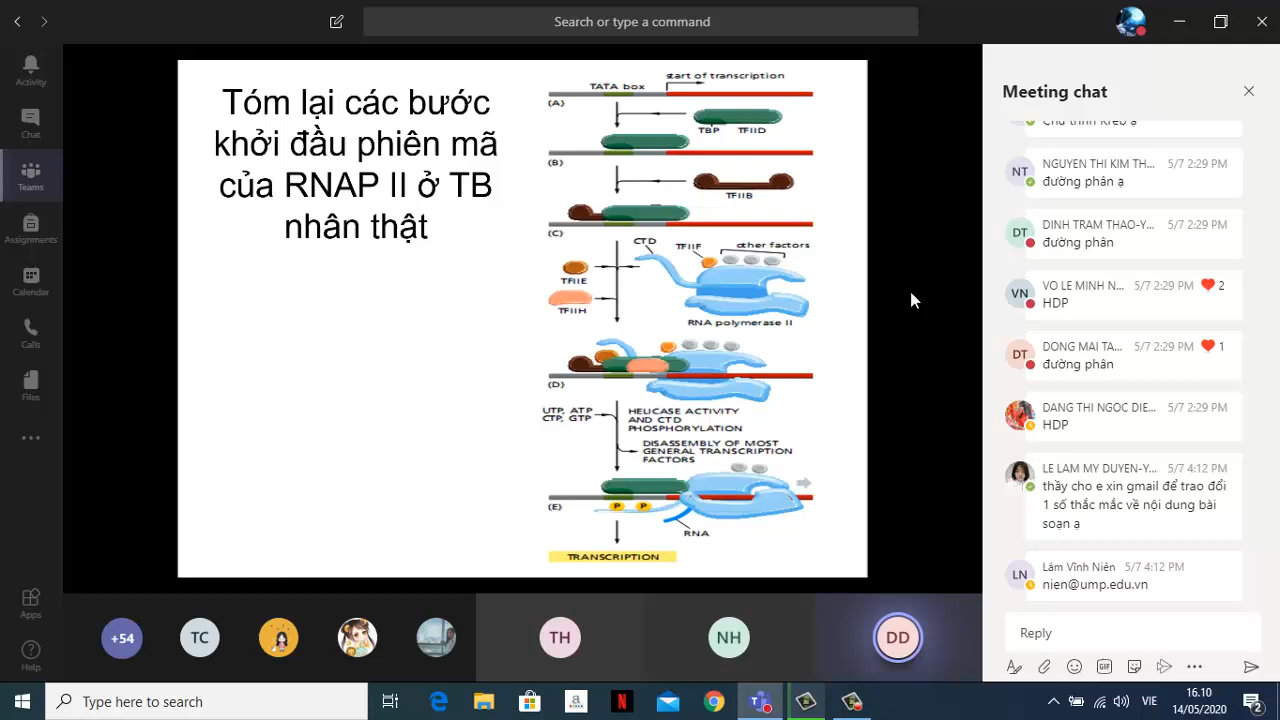 Search or type a command
Activity
Chat
Teams
Assignments
Calendar
Calls
Files
Apps
Help
Tóm lại các bước
khởi đầu phiên mã
của RNAP II ở TB
nhân thật
start of transcription
TATA box
(A)
TBP TFIID
(B)
TFIIB
(C)
CTD
TFIIF
other factors
TFIIE
TFIIH
RNA polymerase II
(D)
UTP, ATP
CTP, GTP
HELICASE ACTIVITY
AND CTD
PHOSPHORYLATION
DISASSEMBLY OF MOST
GENERAL TRANSCRIPTION
FACTORS
(E)
P P
RNA
TRANSCRIPTION
+54
TC
TH
NH
DD
Meeting chat
NT
NGUYEN THI KIM TH... 5/7 2:29 PM
đường phân ạ
DT
DINH TRAM THAO-Y... 5/7 2:29 PM
đường phân
VN
VO LE MINH N... 5/7 2:29 PM 2
HDP
DT
DONG MAI TA... 5/7 2:29 PM 1
đường phân
DANG THI NGOC DIE... 5/7 2:29 PM
HDP
LE LAM MY DUYEN-Y... 5/7 4:12 PM
thầy cho e xin gmail để trao đổi
1 số thắc mắc về nội dung bài
soạn ạ
LN
Lâm Vĩnh Niên 5/7 4:12 PM
nien@ump.edu.vn
Reply
GIF
Type here to search
VIE
16.10
14/05/2020
2